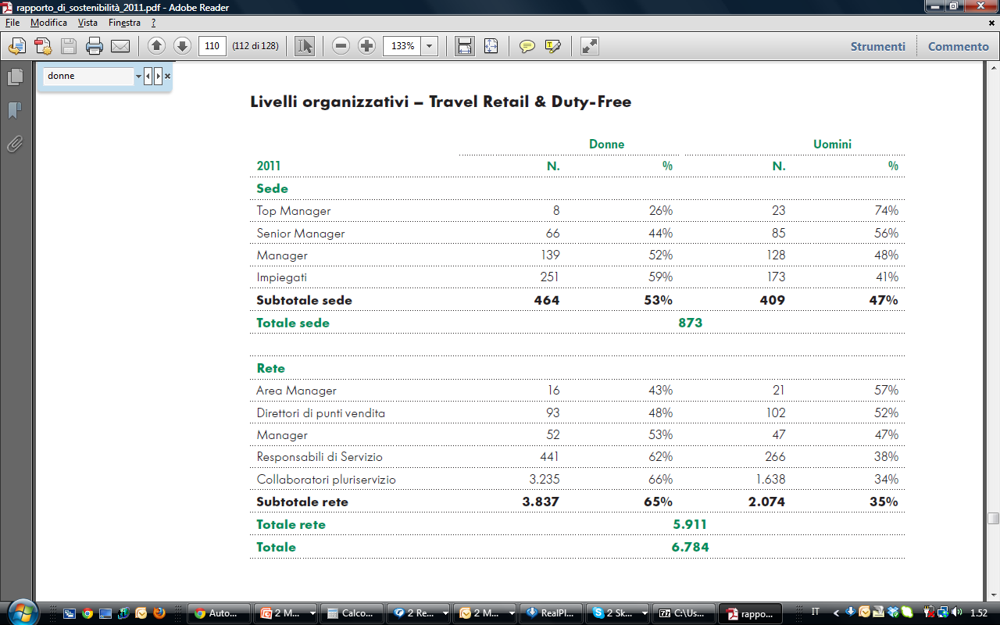 rapporto_di_sostenibilità_2011.pdf - Adobe Reader
File Modifica Vista Finestra ?
110 (112 di 128) 133% Strumenti Commento
donne
Livelli organizzativi – Travel Retail & Duty-Free
Donne Uomini
2011 N. % N. %
Sede
Top Manager 8 26% 23 74%
Senior Manager 66 44% 85 56%
Manager 139 52% 128 48%
Impiegati 251 59% 173 41%
Subtotale sede 464 53% 409 47%
Totale sede 873
Rete
Area Manager 16 43% 21 57%
Direttori di punti vendita 93 48% 102 52%
Manager 52 53% 47 47%
Responsabili di Servizio 441 62% 266 38%
Collaboratori pluriservizio 3.235 66% 1.638 34%
Subtotale rete 3.837 65% 2.074 35%
Totale rete 5.911
Totale 6.784
Auto... 2 M... Calco... 2 Re... 2 M... RealPl... 2 Sk... C:\Us... rappo... IT 1.52